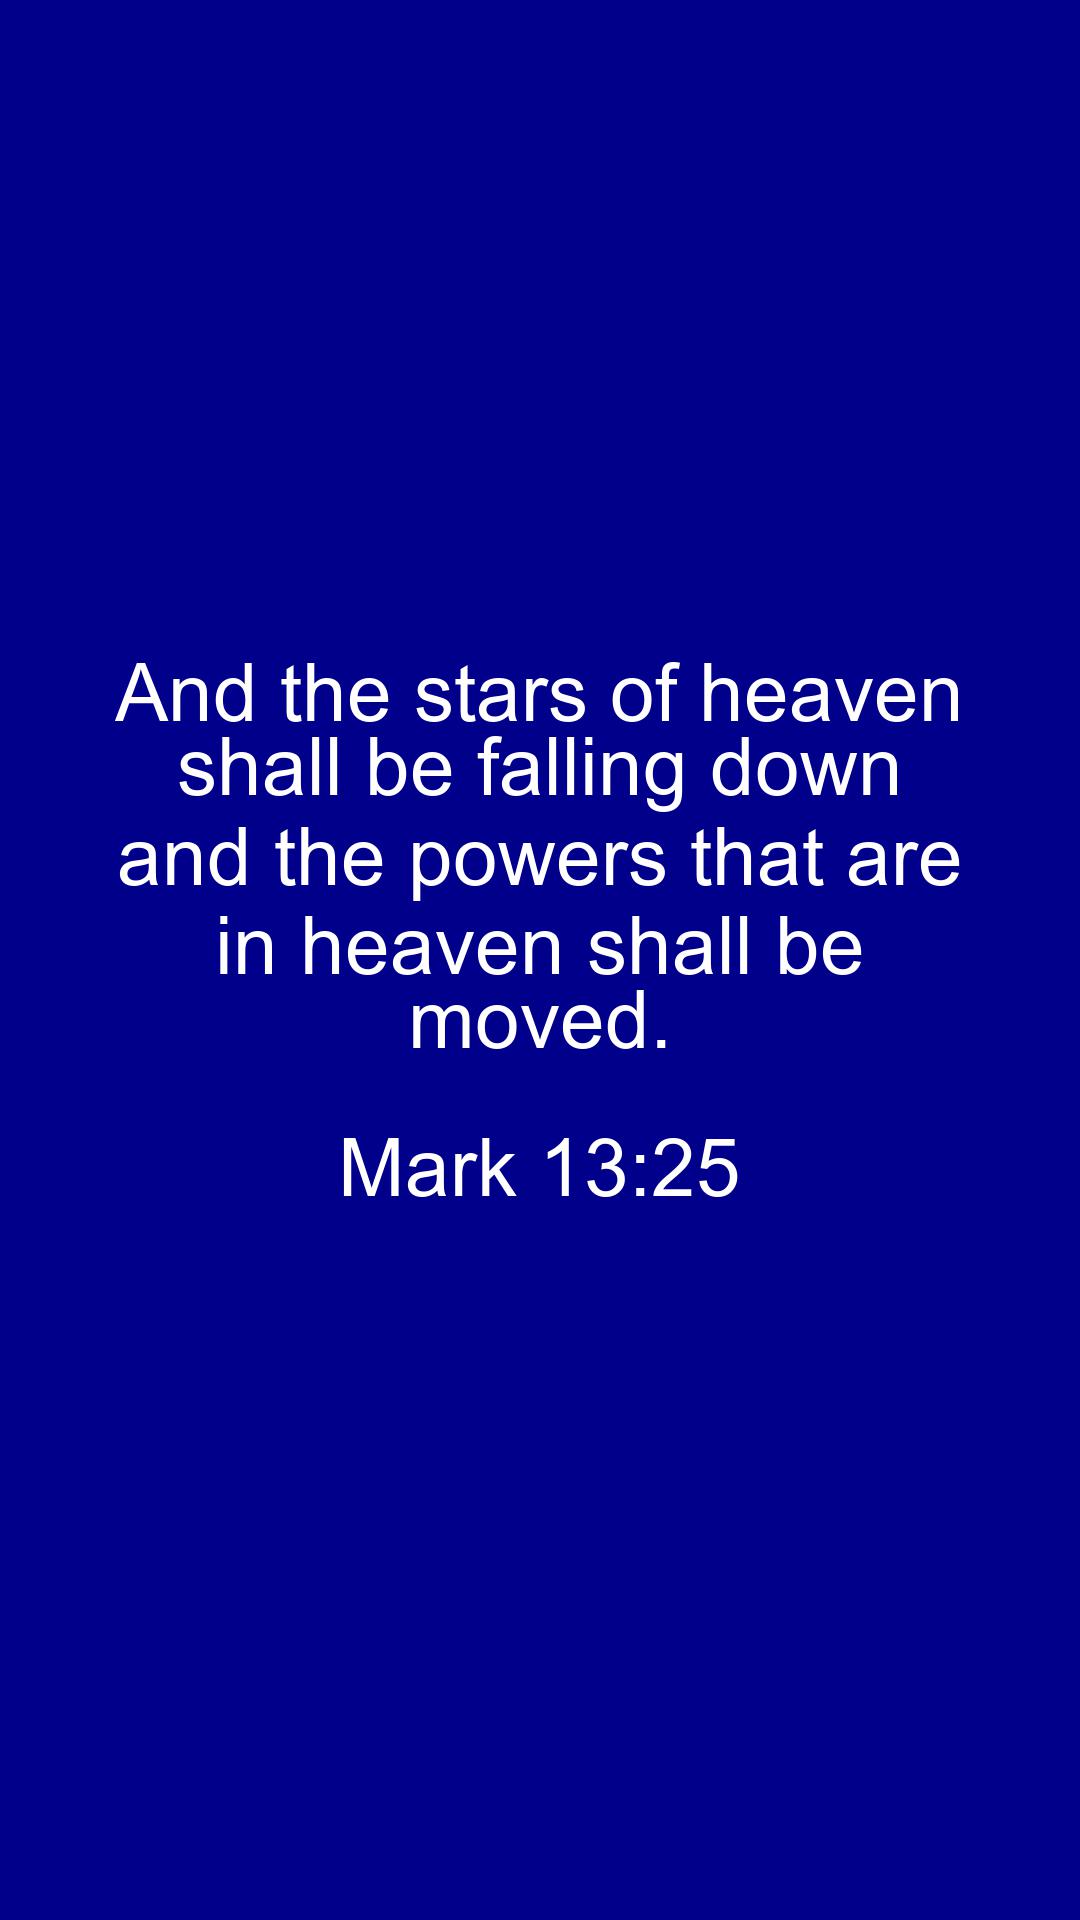 And the stars of heaven
shall be falling down
and the powers that are
in heaven shall be
moved.
Mark 13:25